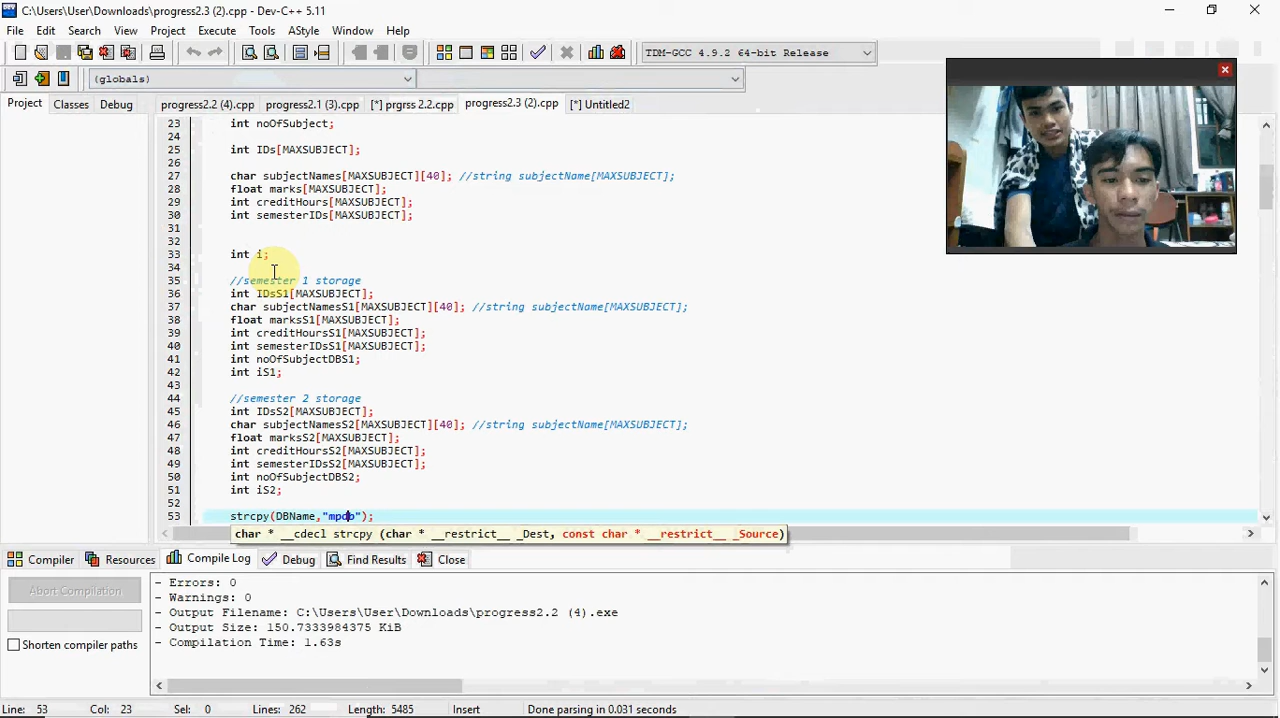 C:\Users\User\Downloads\progress2.3 (2).cpp - Dev-C++ 5.11
File Edit Search View Project Execute Tools AStyle Window Help
TDM-GCC 4.9.2 64-bit Release
(globals)
Project Classes Debug progress2.2 (4).cpp progress2.1 (3).cpp [*] prgrss 2.2.cpp progress2.3 (2).cpp [*] Untitled2
23 int noOfSubject;
24
25 int IDs[MAXSUBJECT];
26
27 char subjectNames[MAXSUBJECT][40]; //string subjectName[MAXSUBJECT];
28 float marks[MAXSUBJECT];
29 int creditHours[MAXSUBJECT];
30 int semesterIDs[MAXSUBJECT];
31
32
33 int i;
34
35 //semester 1 storage
36 int IDsS1[MAXSUBJECT];
37 char subjectNamesS1[MAXSUBJECT][40]; //string subjectName[MAXSUBJECT];
38 float marksS1[MAXSUBJECT];
39 int creditHoursS1[MAXSUBJECT];
40 int semesterIDsS1[MAXSUBJECT];
41 int noOfSubjectDBS1;
42 int iS1;
43
44 //semester 2 storage
45 int IDsS2[MAXSUBJECT];
46 char subjectNamesS2[MAXSUBJECT][40]; //string subjectName[MAXSUBJECT];
47 float marksS2[MAXSUBJECT];
48 int creditHoursS2[MAXSUBJECT];
49 int semesterIDsS2[MAXSUBJECT];
50 int noOfSubjectDBS2;
51 int iS2;
52
53 strcpy(DBName,"mpdb");
char * __cdecl strcpy (char * __restrict__ _Dest, const char * __restrict__ _Source)
Compiler Resources Compile Log Debug Find Results Close
Abort Compilation
Shorten compiler paths
- Errors: 0
- Warnings: 0
- Output Filename: C:\Users\User\Downloads\progress2.2 (4).exe
- Output Size: 150.7333984375 KiB
- Compilation Time: 1.63s
Line: 53 Col: 23 Sel: 0 Lines: 262 Length: 5485 Insert Done parsing in 0.031 seconds